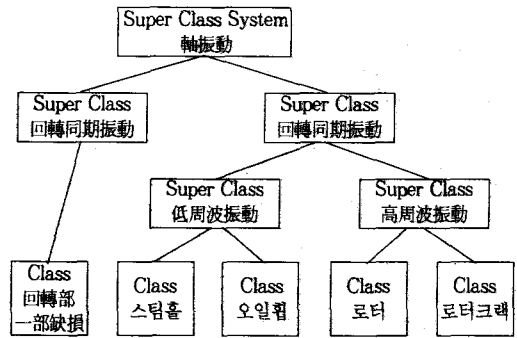 Super Class System
軸振動
Super Class
回轉同期振動
Super Class
回轉同期振動
Super Class
低周波振動
Super Class
高周波振動
Class
回轉部
一部缺損
Class
스팀훌
Class
오일휩
Class
로터
Class
로터크랙